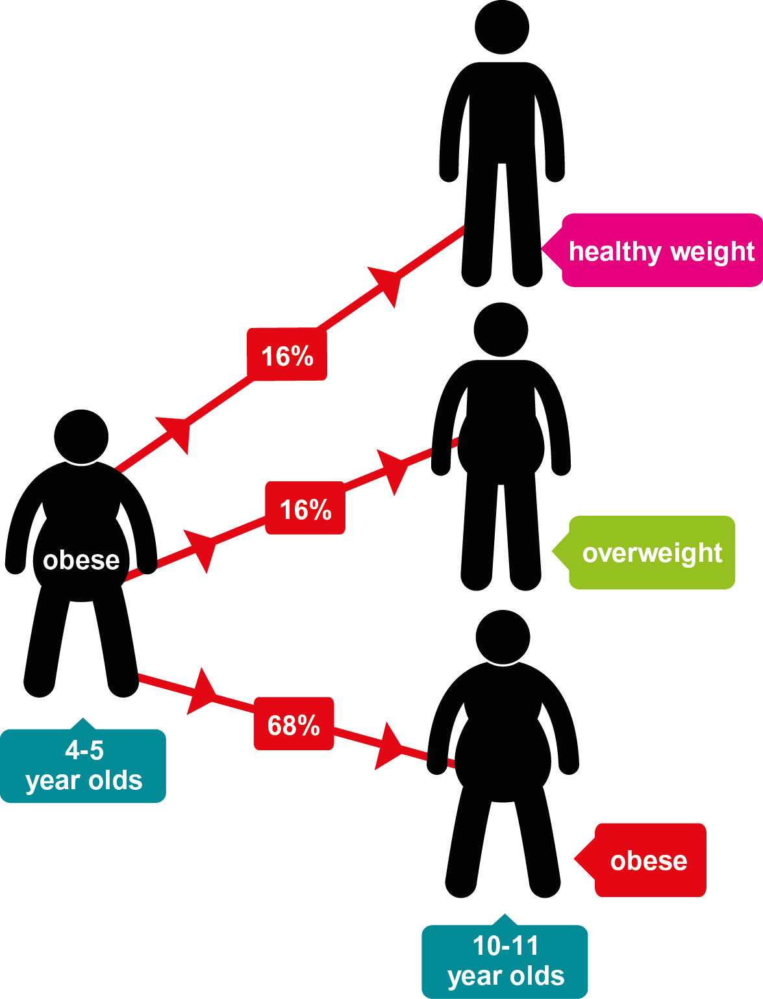 healthy weight
16%
16%
overweight
obese
68%
4-5
year olds
obese
10-11
year olds